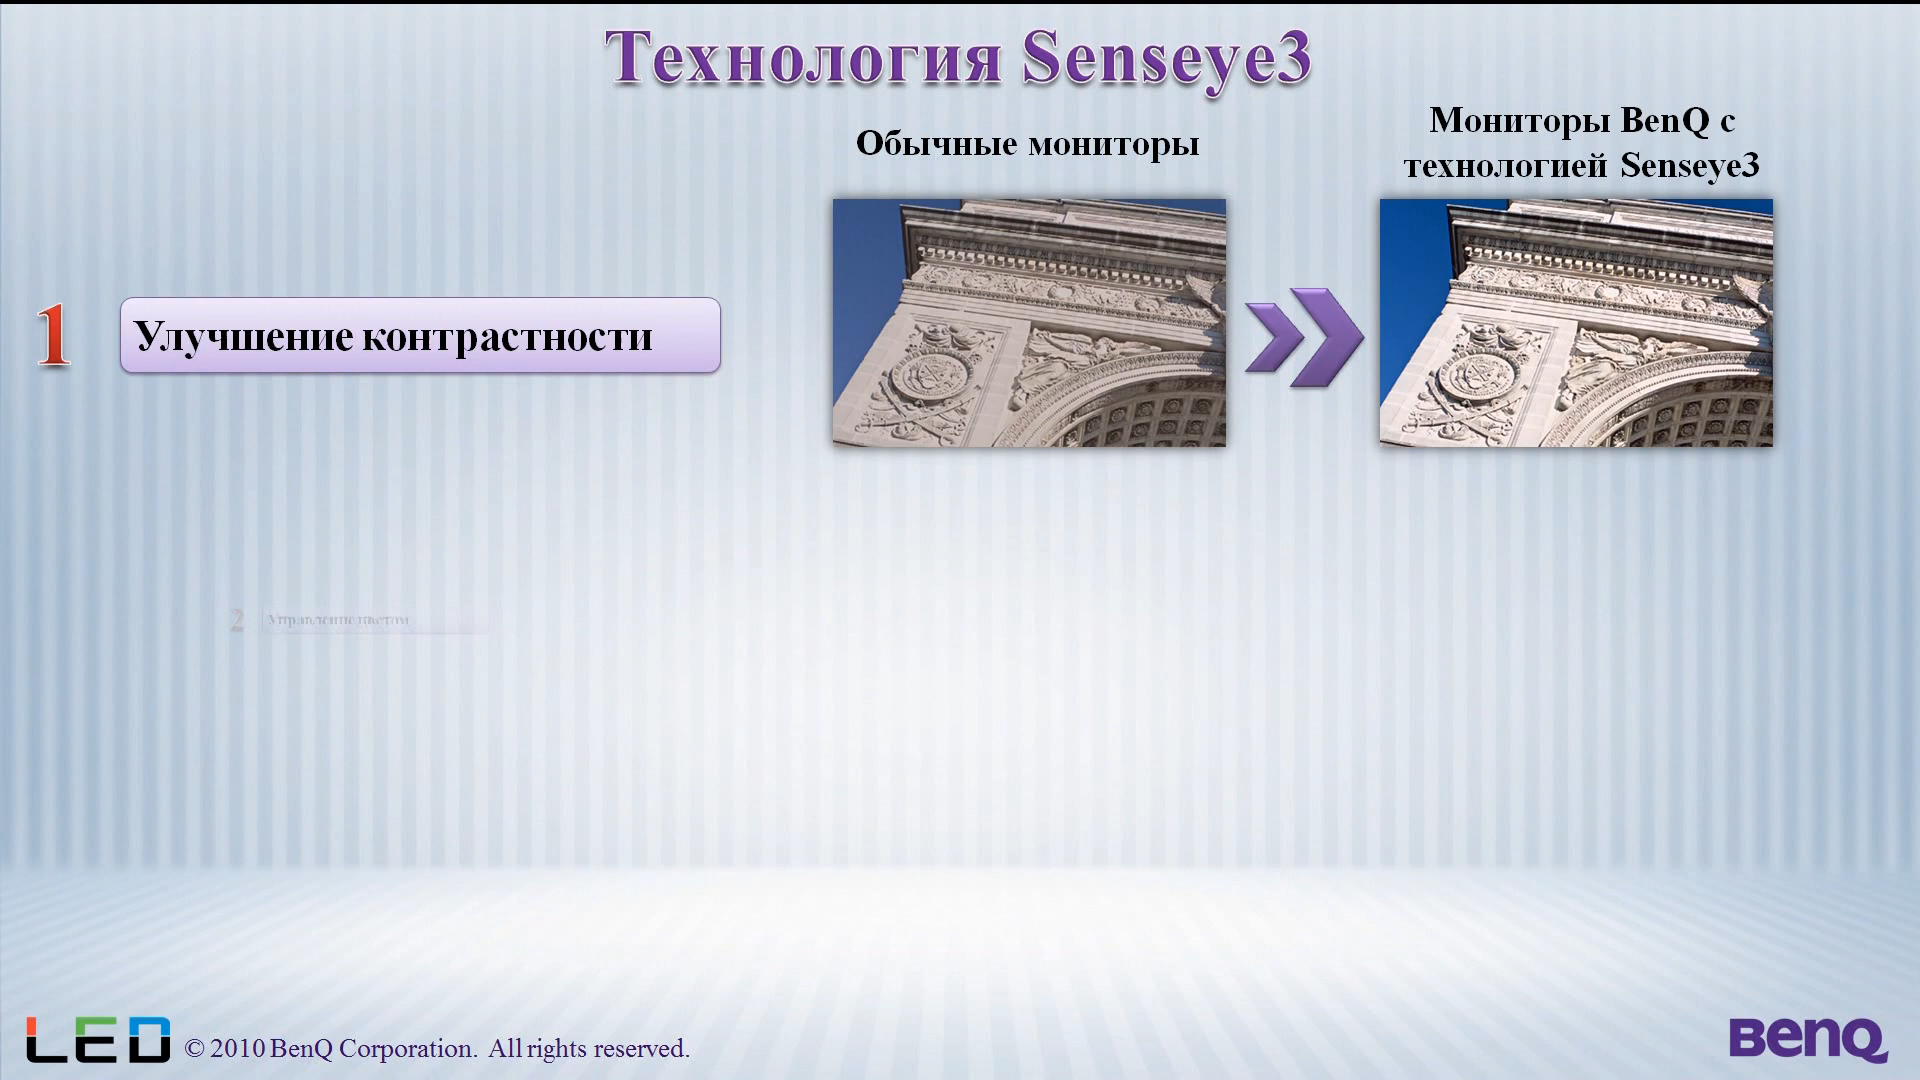 Технология Senseye3
Обычные мониторы
Мониторы BenQ с
технологией Senseye3
1
Улучшение контрастности
2
Управление цветом
LED
© 2010 BenQ Corporation. All rights reserved.
BenQ